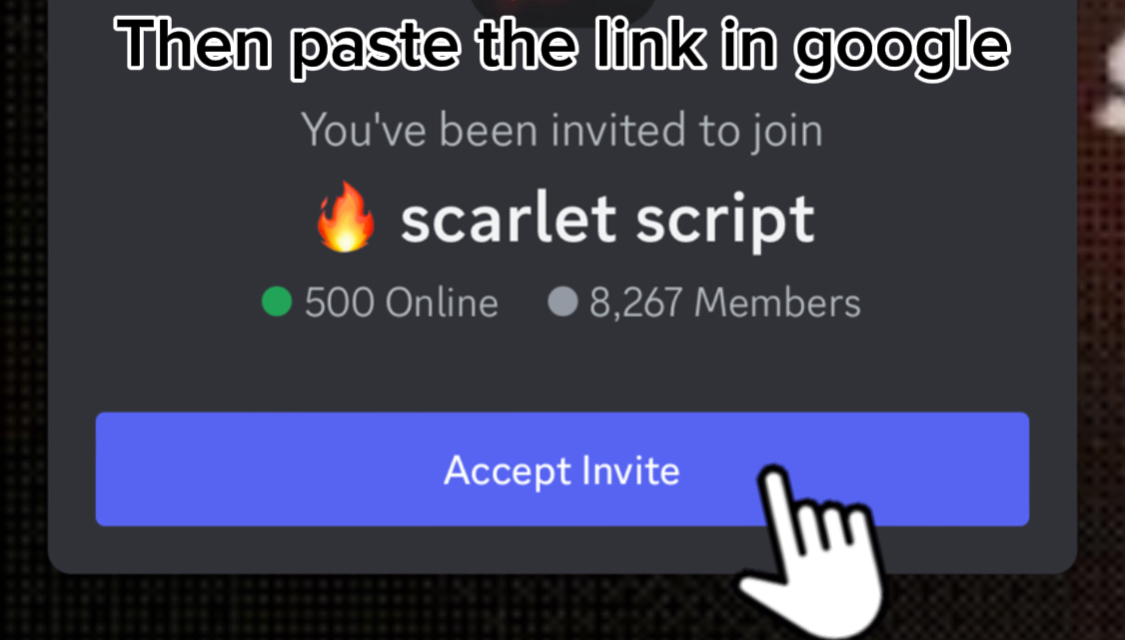 Then paste the link in google
You've been invited to join
🔥 scarlet script
500 Online 8,267 Members
Accept Invite